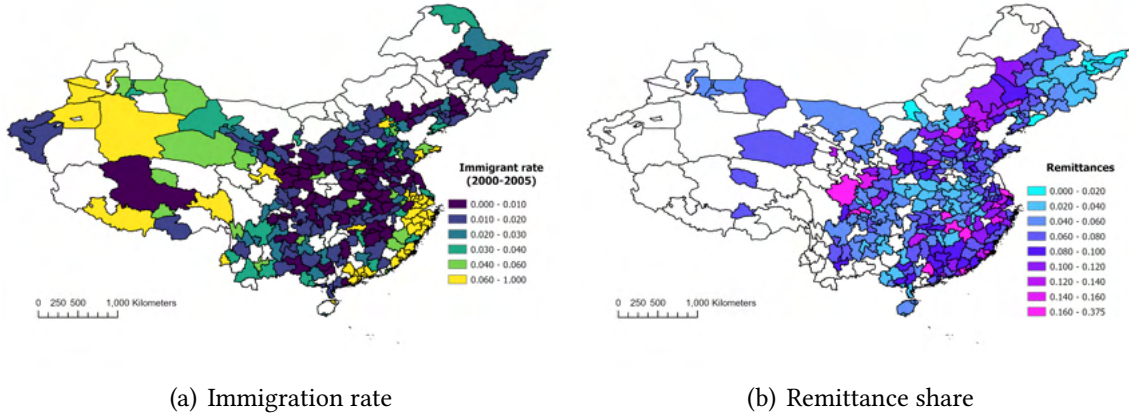 Immigrant rate
(2000-2005)
0.000 - 0.010
0.010 - 0.020
0.020 - 0.030
0.030 - 0.040
0.040 - 0.060
0.060 - 1.000
0 250 500 1,000 Kilometers
Remittances
0.000 - 0.020
0.020 - 0.040
0.040 - 0.060
0.060 - 0.080
0.080 - 0.100
0.100 - 0.120
0.120 - 0.140
0.140 - 0.160
0.160 - 0.375
0 250 500 1,000 Kilometers
(a) Immigration rate
(b) Remittance share